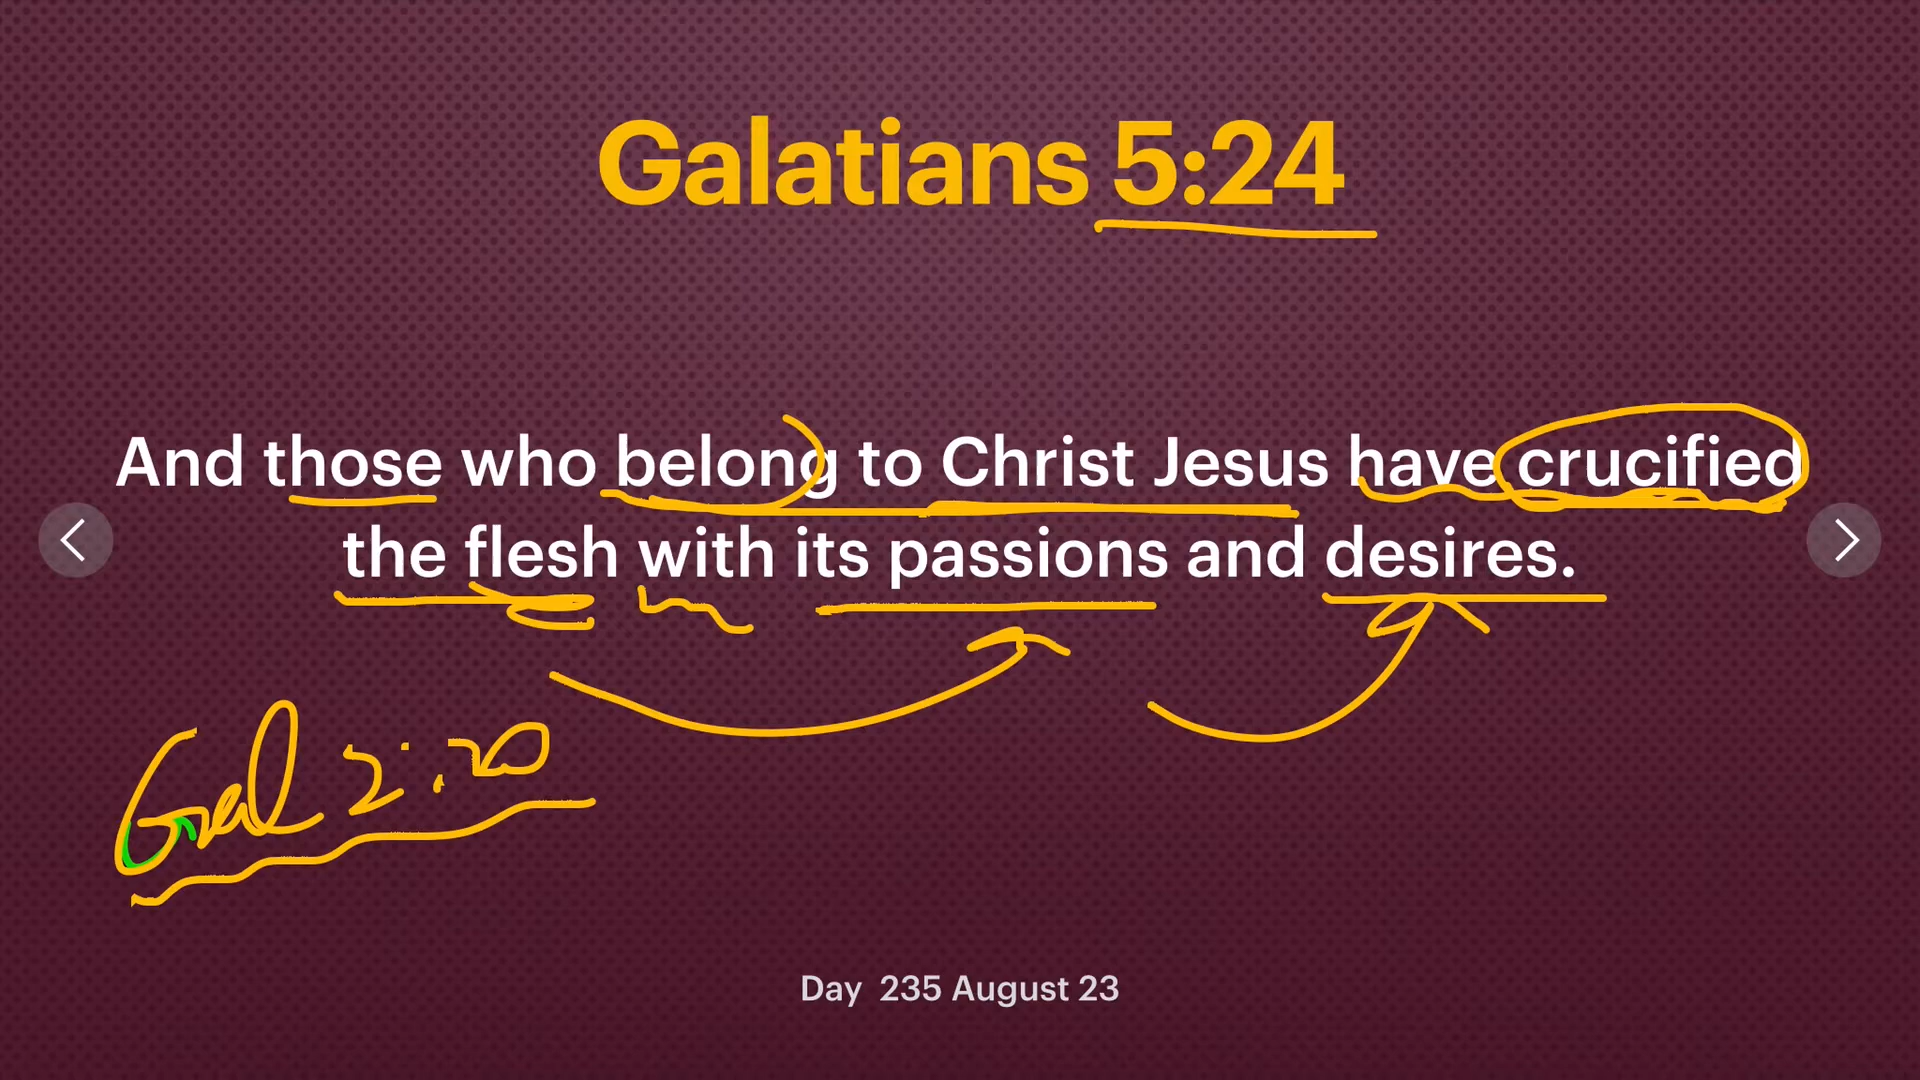 Galatians 5:24
And those who belong to Christ Jesus have crucified
the flesh with its passions and desires.
Gal 2:20
Day 235 August 23